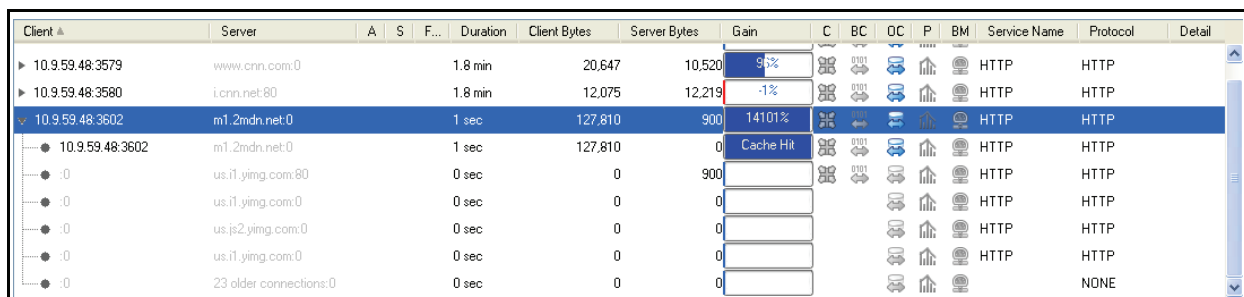 Client Server A S F... Duration Client Bytes Server Bytes Gain C BC OC P BM Service Name Protocol Detail
10.9.59.48:3579 www.cnn.com:0 1.8 min 20,647 10,520 96% 0101 HTTP HTTP
10.9.59.48:3580 i.cnn.net:80 1.8 min 12,075 12,219 -1% 0101 HTTP HTTP
10.9.59.48:3602 m1.2mdn.net:0 1 sec 127,810 900 14101% 0101 HTTP HTTP
10.9.59.48:3602 m1.2mdn.net:0 1 sec 127,810 0 Cache Hit 0101 HTTP HTTP
:0 us.i1.yimg.com:80 0 sec 0 900 0101 HTTP HTTP
:0 us.i1.yimg.com:0 0 sec 0 0 HTTP HTTP
:0 us.js2.yimg.com:0 0 sec 0 0 HTTP HTTP
:0 us.i1.yimg.com:0 0 sec 0 0 HTTP HTTP
:0 23 older connections:0 0 sec 0 0 NONE